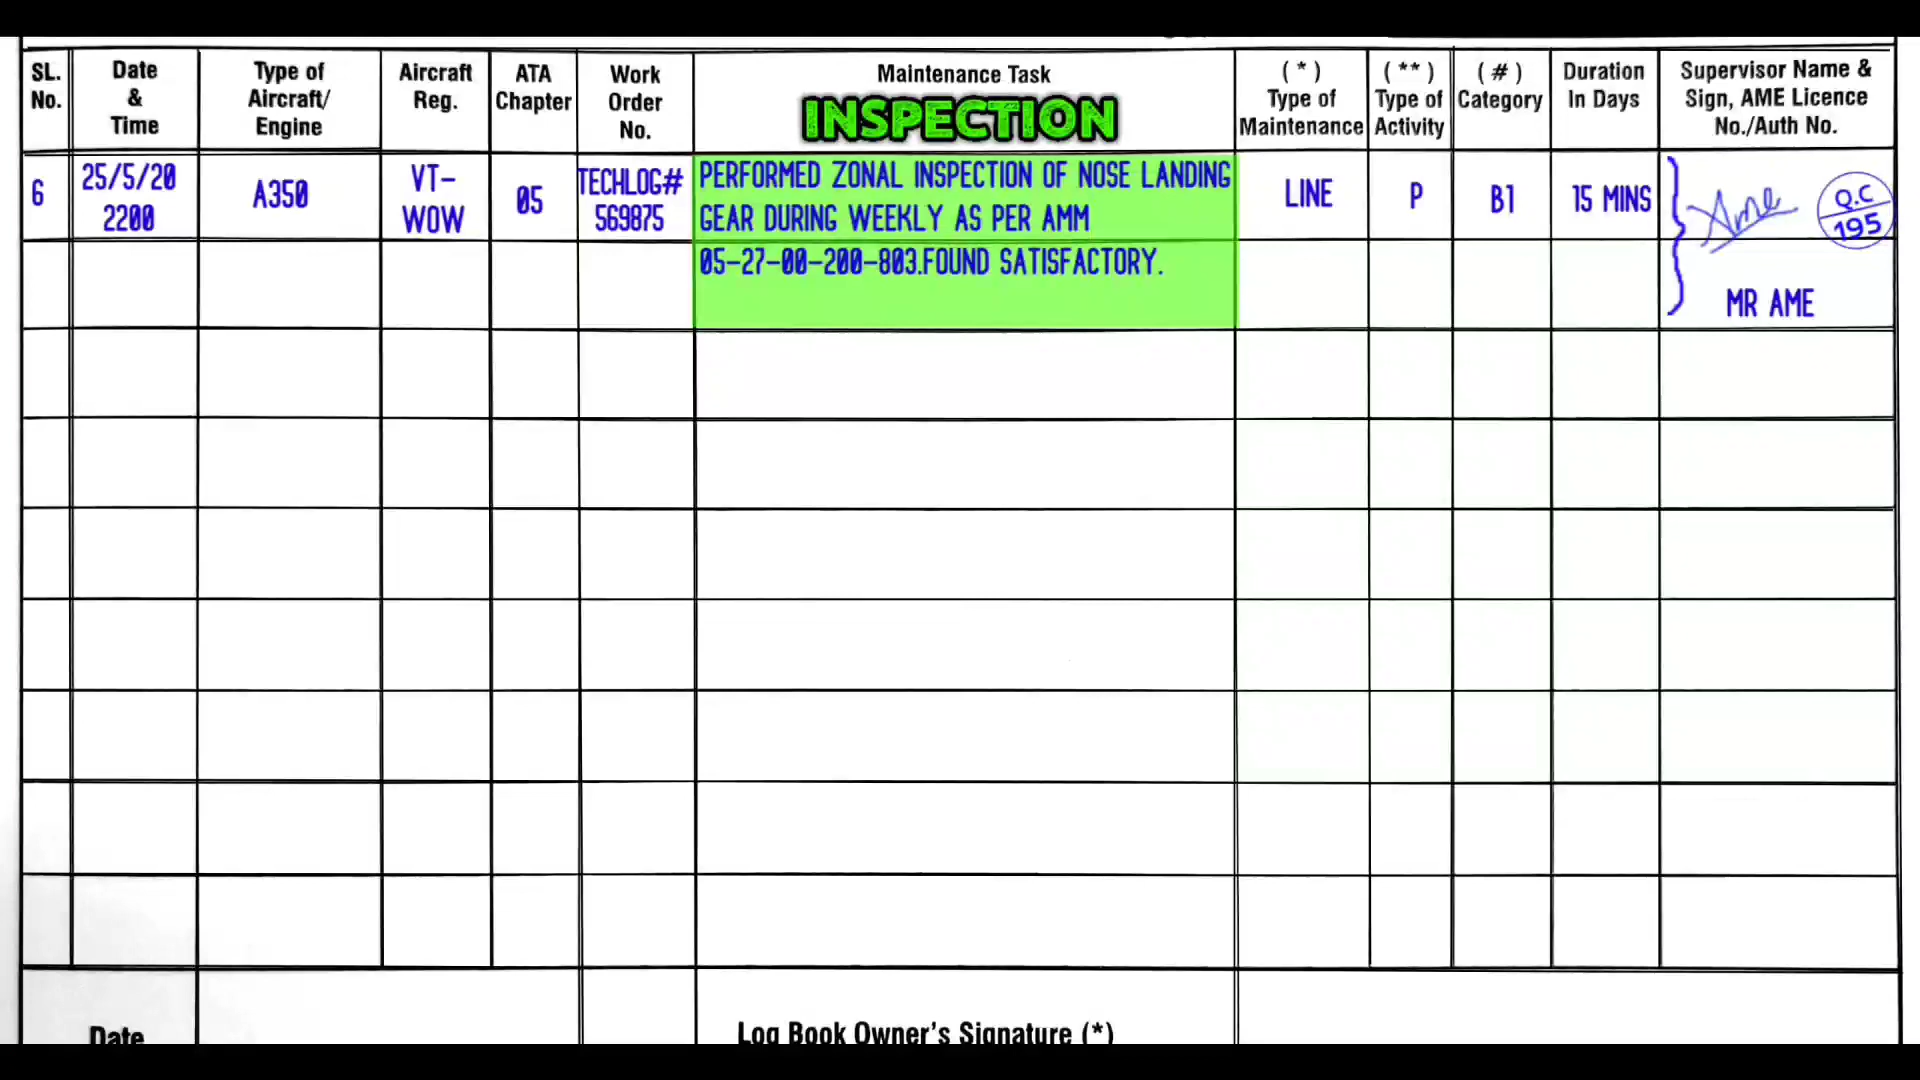 SL. No.
Date & Time
Type of Aircraft/ Engine
Aircraft Reg.
ATA Chapter
Work Order No.
Maintenance Task
INSPECTION
( * ) Type of Maintenance
( ** ) Type of Activity
( # ) Category
Duration In Days
Supervisor Name & Sign, AME Licence No./Auth No.
6
25/5/20
2200
A350
VT-
WOW
05
TECHLOG#
569875
PERFORMED ZONAL INSPECTION OF NOSE LANDING
GEAR DURING WEEKLY AS PER AMM
05-27-00-200-803.FOUND SATISFACTORY.
LINE
P
B1
15 MINS
Ame
Q.C
195
MR AME
Date
Log Book Owner's Signature (*)